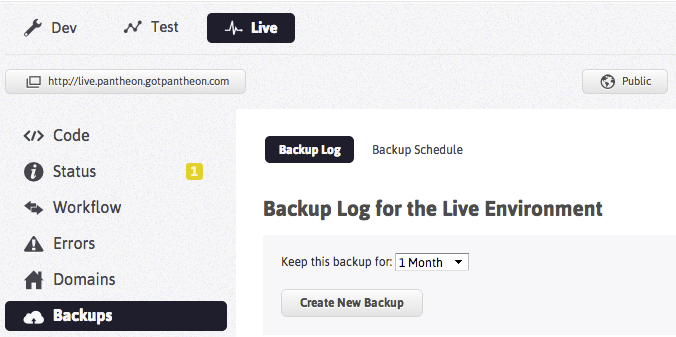 Dev Test Live
http://live.pantheon.gotpantheon.com Public
Code
Status 1
Workflow
Errors
Domains
Backups
Backup Log Backup Schedule
Backup Log for the Live Environment
Keep this backup for: 1 Month
Create New Backup